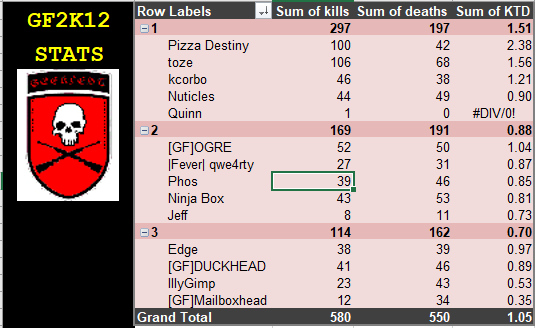 GF2K12
STATS
Row Labels Sum of kills Sum of deaths Sum of KTD
1 297 197 1.51
Pizza Destiny 100 42 2.38
toze 106 68 1.56
kcorbo 46 38 1.21
Nuticles 44 49 0.90
Quinn 1 0 #DIV/0!
2 169 191 0.88
[GF]OGRE 52 50 1.04
|Fever| qwe4rty 27 31 0.87
Phos 39 46 0.85
Ninja Box 43 53 0.81
Jeff 8 11 0.73
3 114 162 0.70
Edge 38 39 0.97
[GF]DUCKHEAD 41 46 0.89
IllyGimp 23 43 0.53
[GF]Mailboxhead 12 34 0.35
Grand Total 580 550 1.05